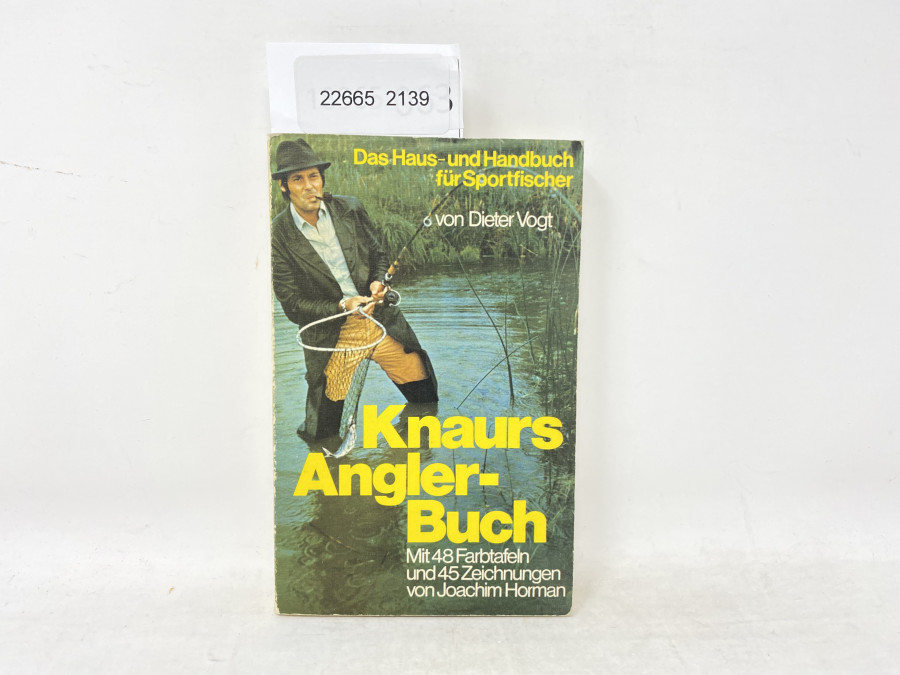 22665 2139
Das Haus- und Handbuch
für Sportfischer
von Dieter Vogt
Knaurs
Angler-
Buch
Mit 48 Farbtafeln
und 45 Zeichnungen
von Joachim Horman